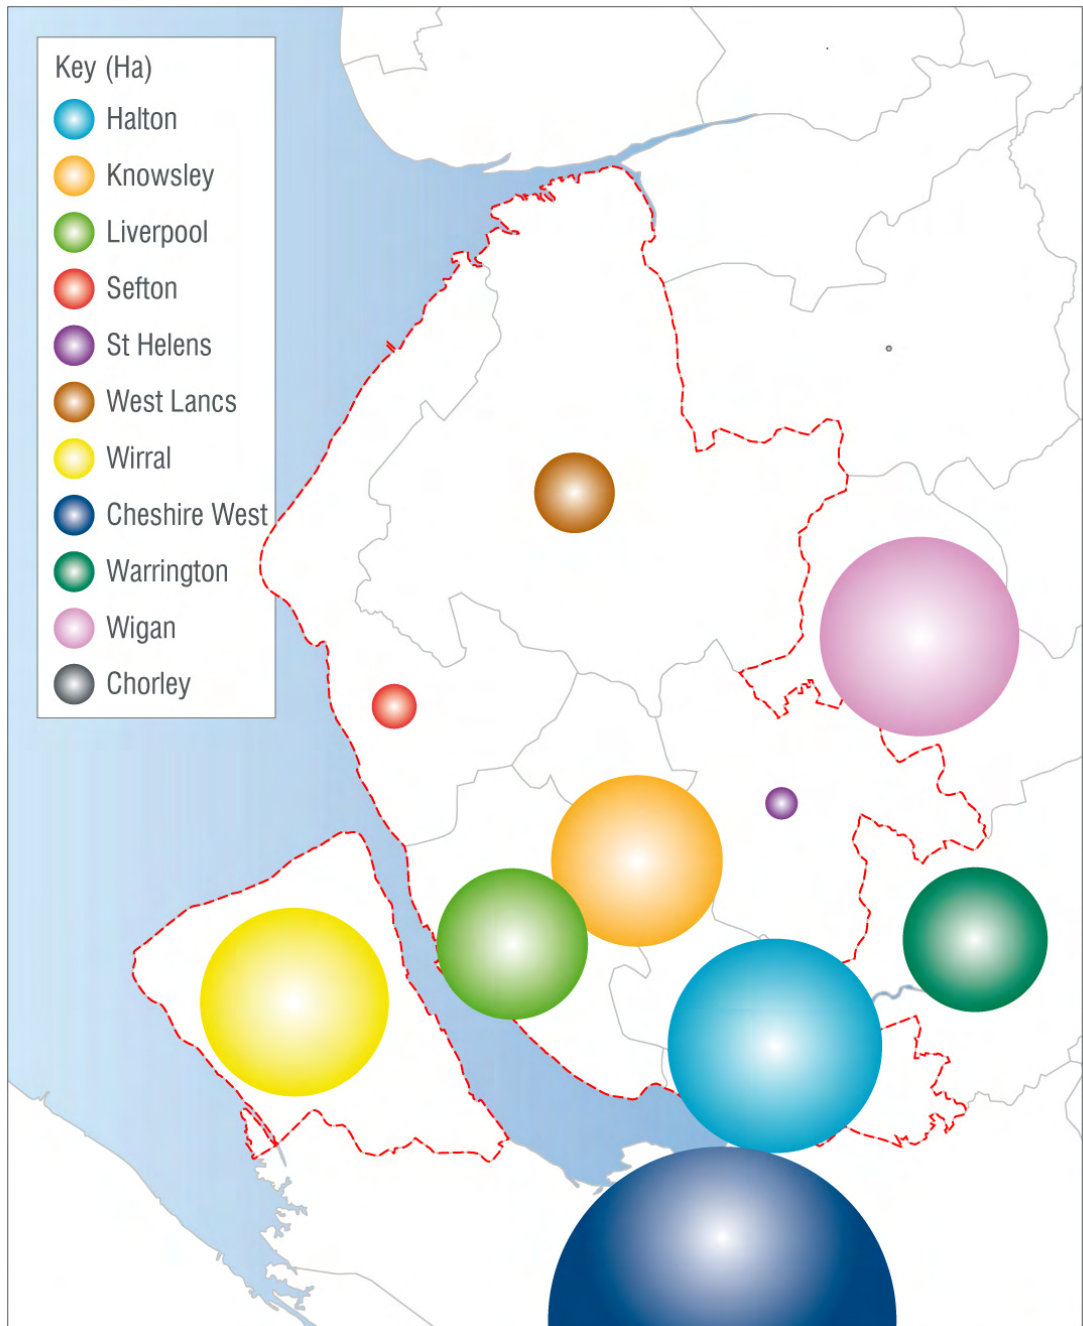 Key (Ha)
Halton
Knowsley
Liverpool
Sefton
St Helens
West Lancs
Wirral
Cheshire West
Warrington
Wigan
Chorley